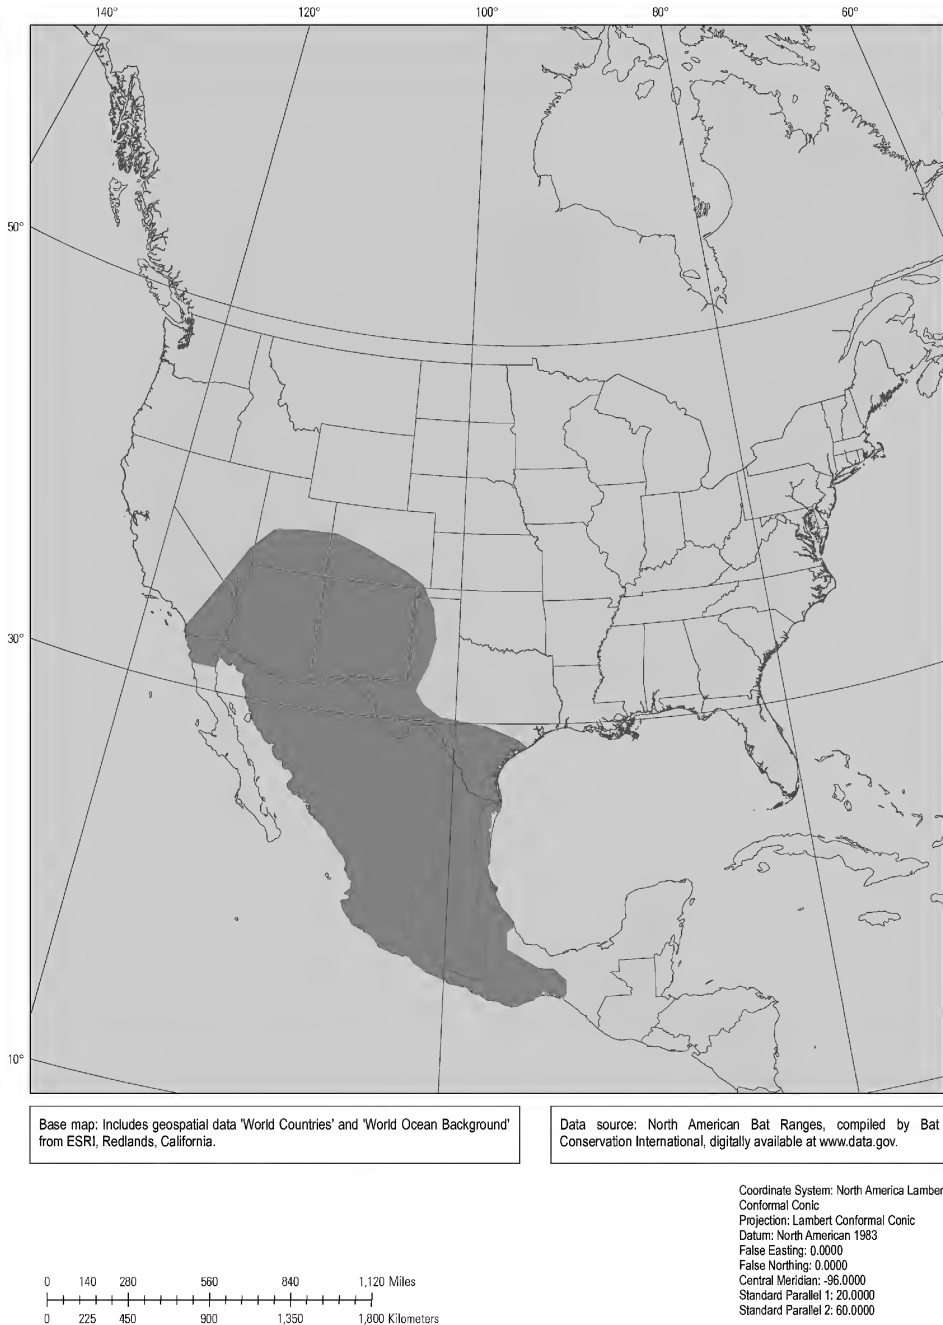 140° 120° 100° 80° 60°
50°
30°
10°
Base map: Includes geospatial data 'World Countries' and 'World Ocean Background'
from ESRI, Redlands, California.
Data source: North American Bat Ranges, compiled by Bat
Conservation International, digitally available at www.data.gov.
Coordinate System: North America Lamber
Conformal Conic
Projection: Lambert Conformal Conic
Datum: North American 1983
False Easting: 0.0000
False Northing: 0.0000
Central Meridian: -96.0000
Standard Parallel 1: 20.0000
Standard Parallel 2: 60.0000
0 140 280 560 840 1,120 Miles
0 225 450 900 1,350 1,800 Kilometers